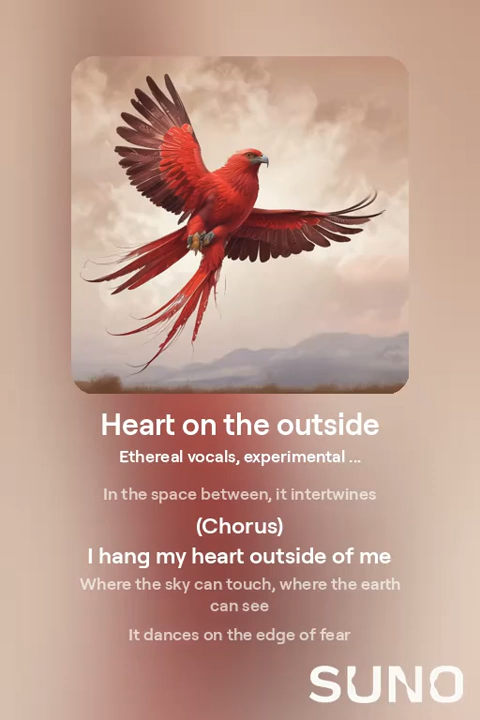 Heart on the outside
Ethereal vocals, experimental ...
In the space between, it intertwines
(Chorus)
I hang my heart outside of me
Where the sky can touch, where the earth
can see
It dances on the edge of fear
SUNO